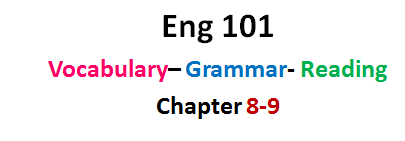 Eng 101
Vocabulary– Grammar- Reading
Chapter 8-9